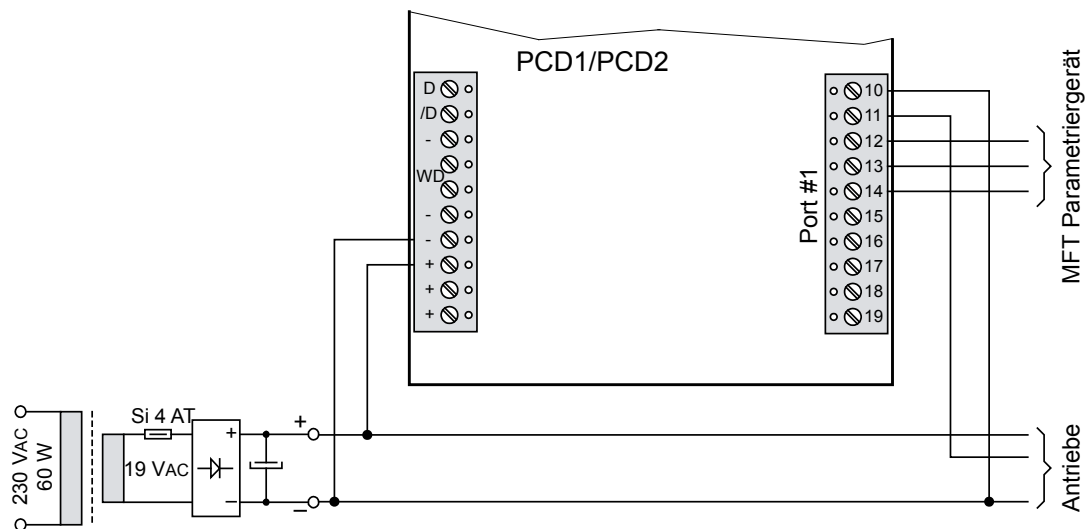 PCD1/PCD2
D
/D
-
WD
-
-
+
+
+
Port #1
10
11
12
13
14
15
16
17
18
19
MFT Parametriergerät
230 VAC
60 W
Si 4 AT
19 VAC
+
−
+
−
Antriebe